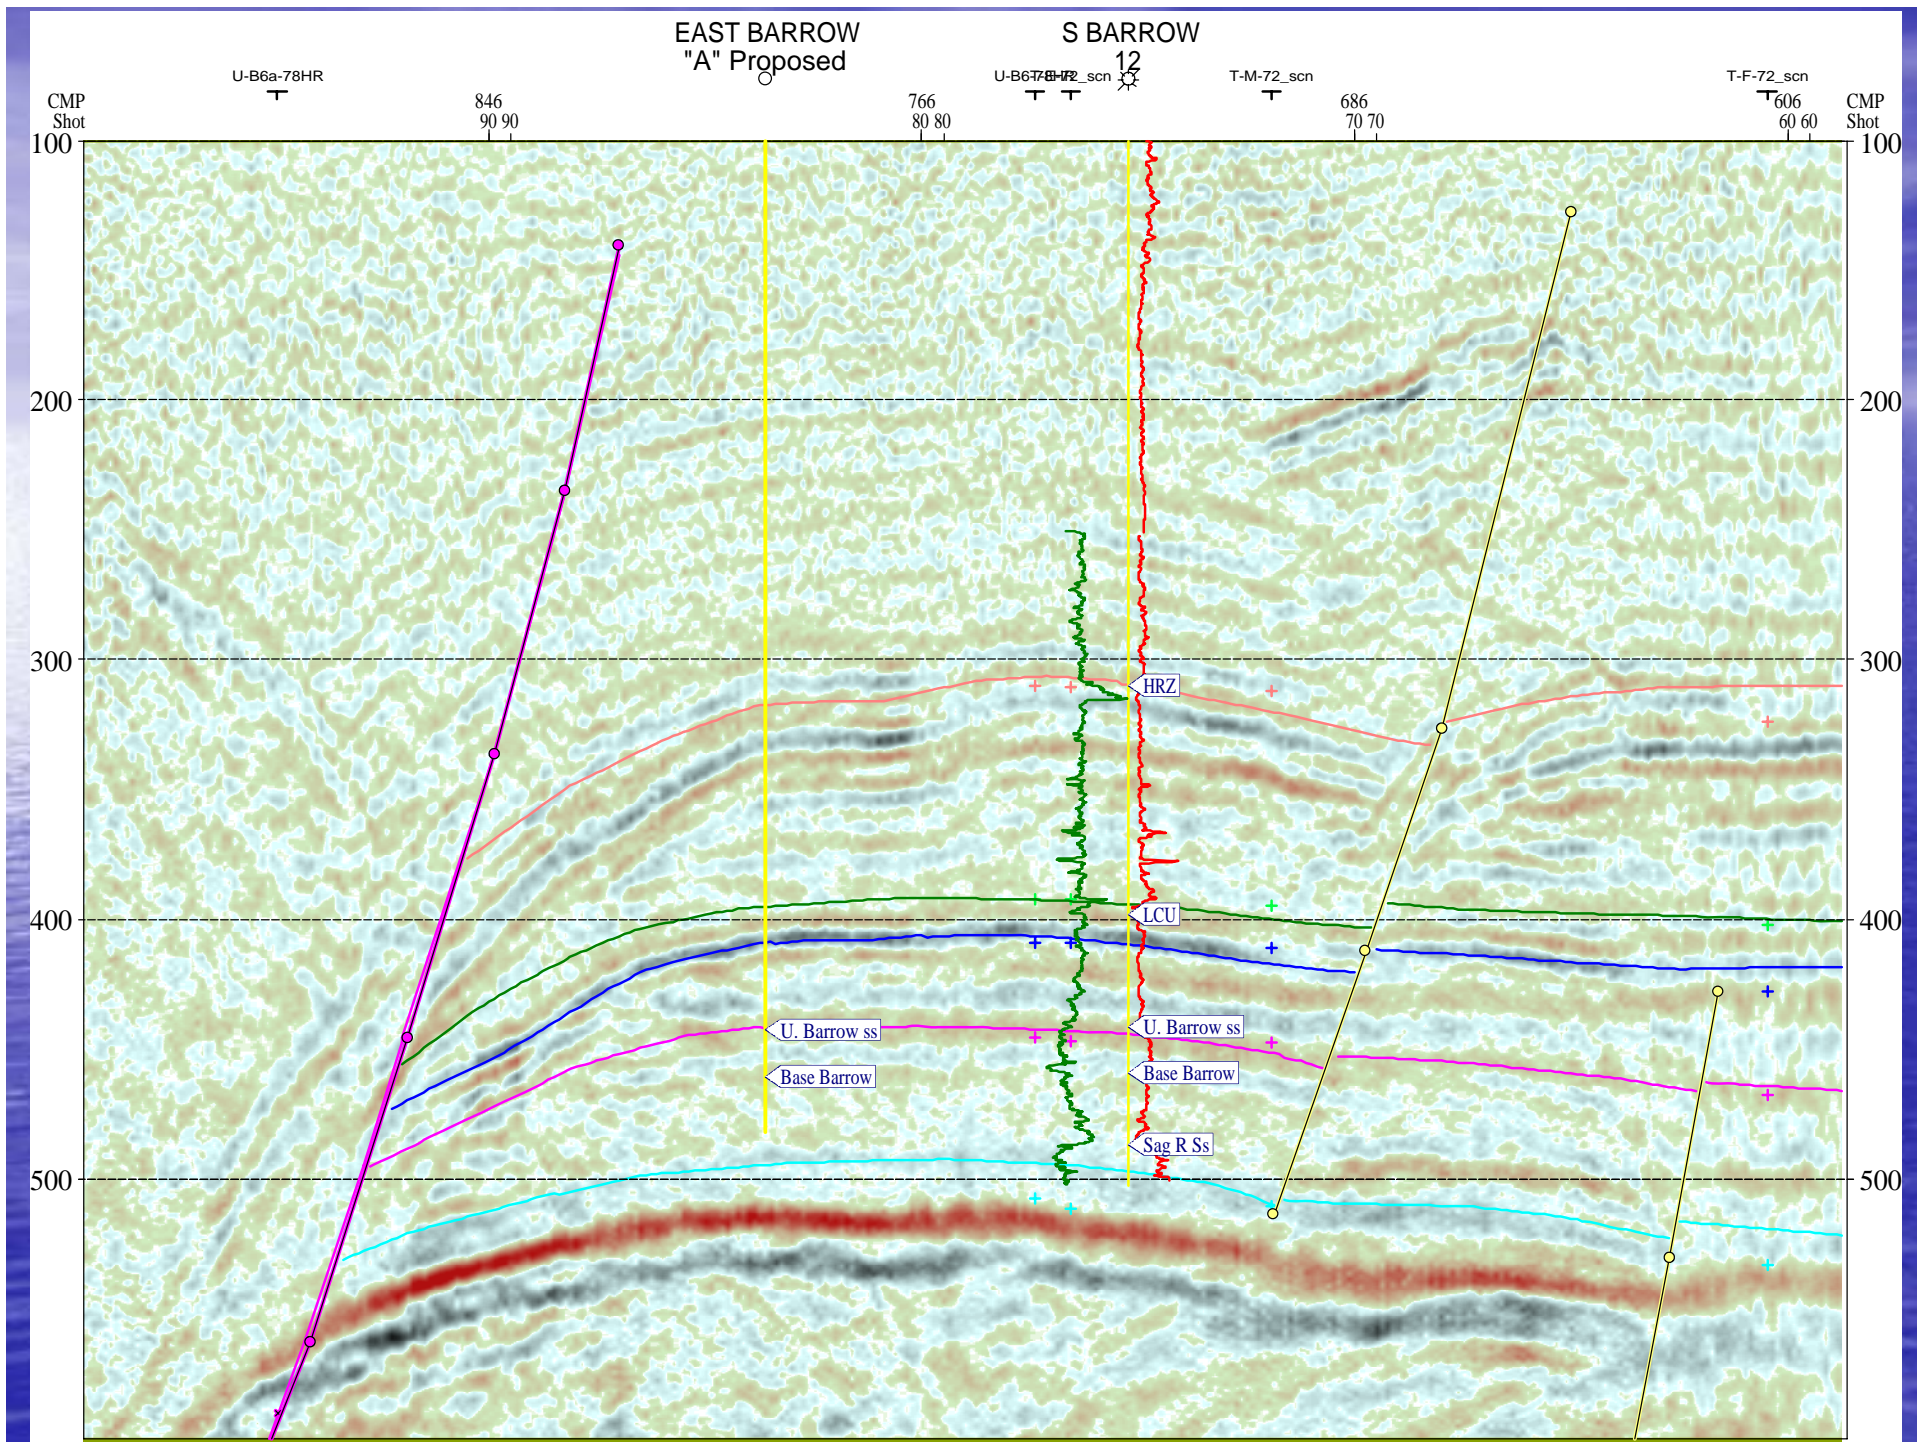 EAST BARROW
"A" Proposed
S BARROW
12
U-B6a-78HR
T-E-72_scn
T-M-72_scn
T-F-72_scn
CMP
846
766
686
606
CMP
Shot
90 90
80 80
70 70
60 60
Shot
100
100
200
200
300
300
HRZ
400
400
LCU
U. Barrow ss
U. Barrow ss
Base Barrow
Base Barrow
Sag R Ss
500
500